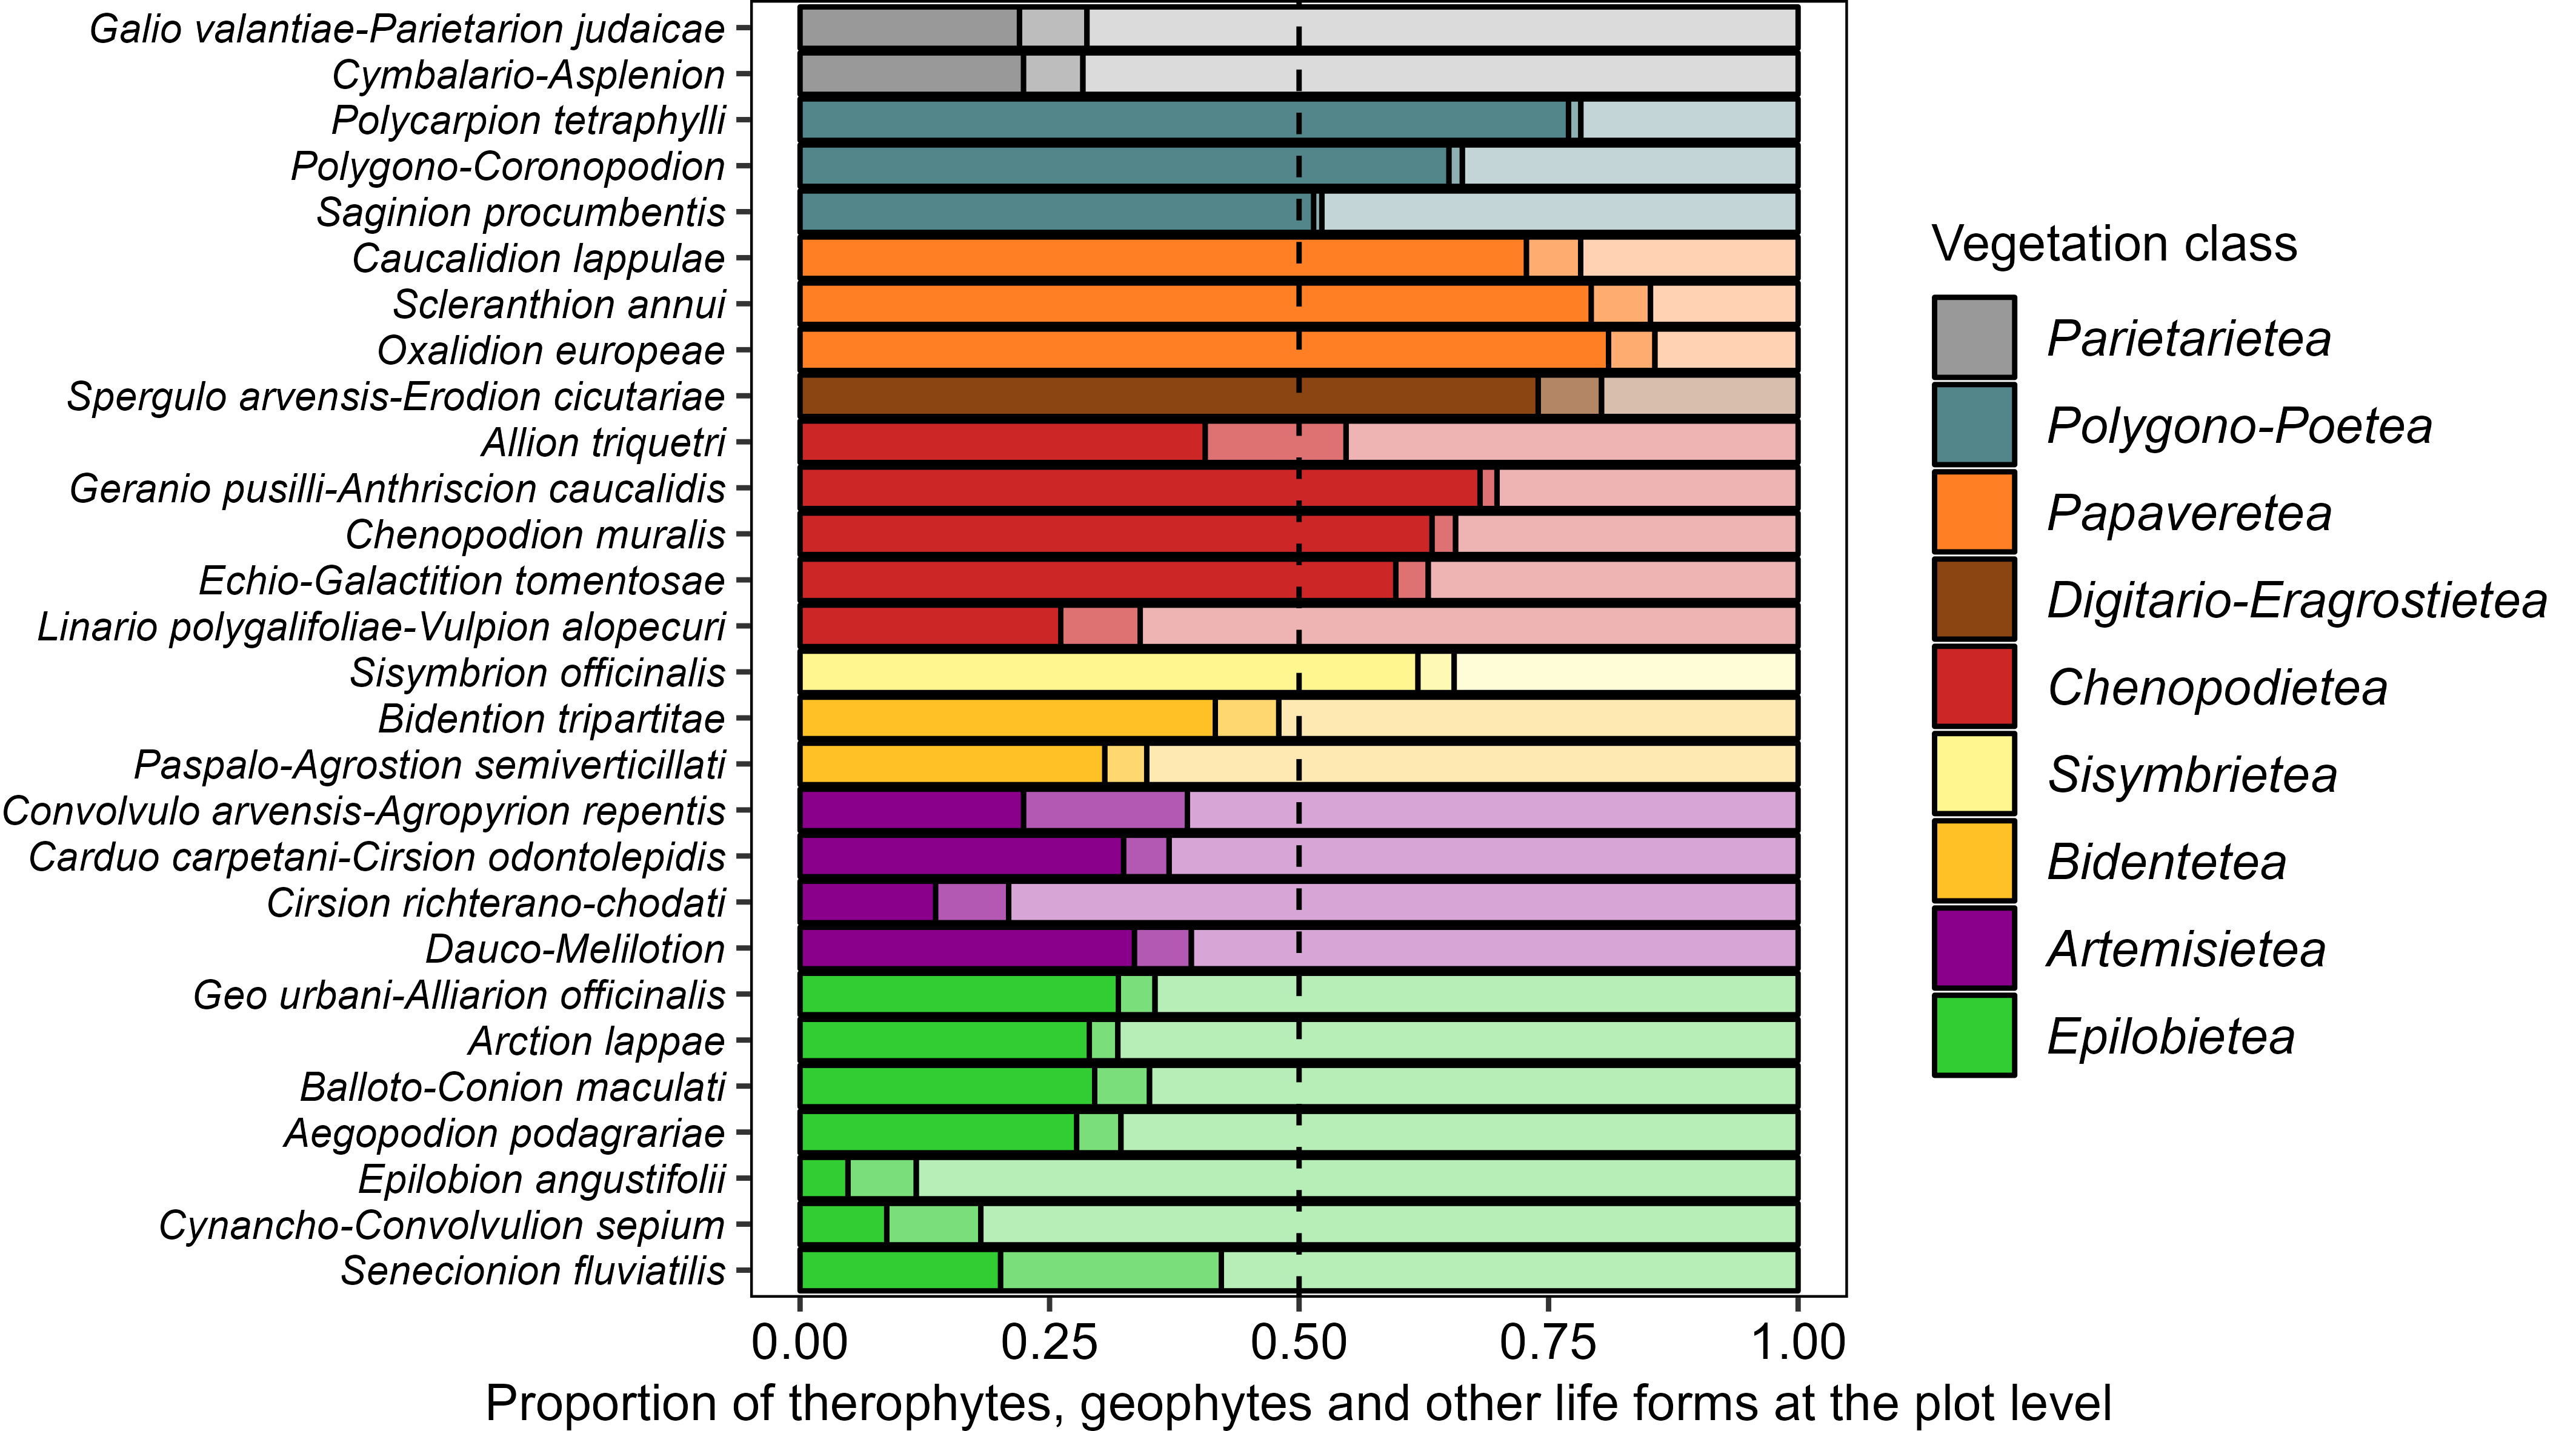 Galio valantiae-Parietarion judaicae
Cymbalario-Asplenion
Polycarpion tetraphylli
Polygono-Coronopodion
Saginion procumbentis
Caucalidion lappulae
Scleranthion annui
Oxalidion europeae
Spergulo arvensis-Erodion cicutariae
Allion triquetri
Geranio pusilli-Anthriscion caucalidis
Chenopodion muralis
Echio-Galactition tomentosae
Linario polygalifoliae-Vulpion alopecuri
Sisymbrion officinalis
Bidention tripartitae
Paspalo-Agrostion semiverticillati
Convolvulo arvensis-Agropyrion repentis
Carduo carpetani-Cirsion odontolepidis
Cirsion richterano-chodati
Dauco-Melilotion
Geo urbani-Alliarion officinalis
Arction lappae
Balloto-Conion maculati
Aegopodion podagrariae
Epilobion angustifolii
Cynancho-Convolvulion sepium
Senecionion fluviatilis
0.00 0.25 0.50 0.75 1.00
Proportion of therophytes, geophytes and other life forms at the plot level
Vegetation class
Parietarietea
Polygono-Poetea
Papaveretea
Digitario-Eragrostietea
Chenopodietea
Sisymbrietea
Bidentetea
Artemisietea
Epilobietea